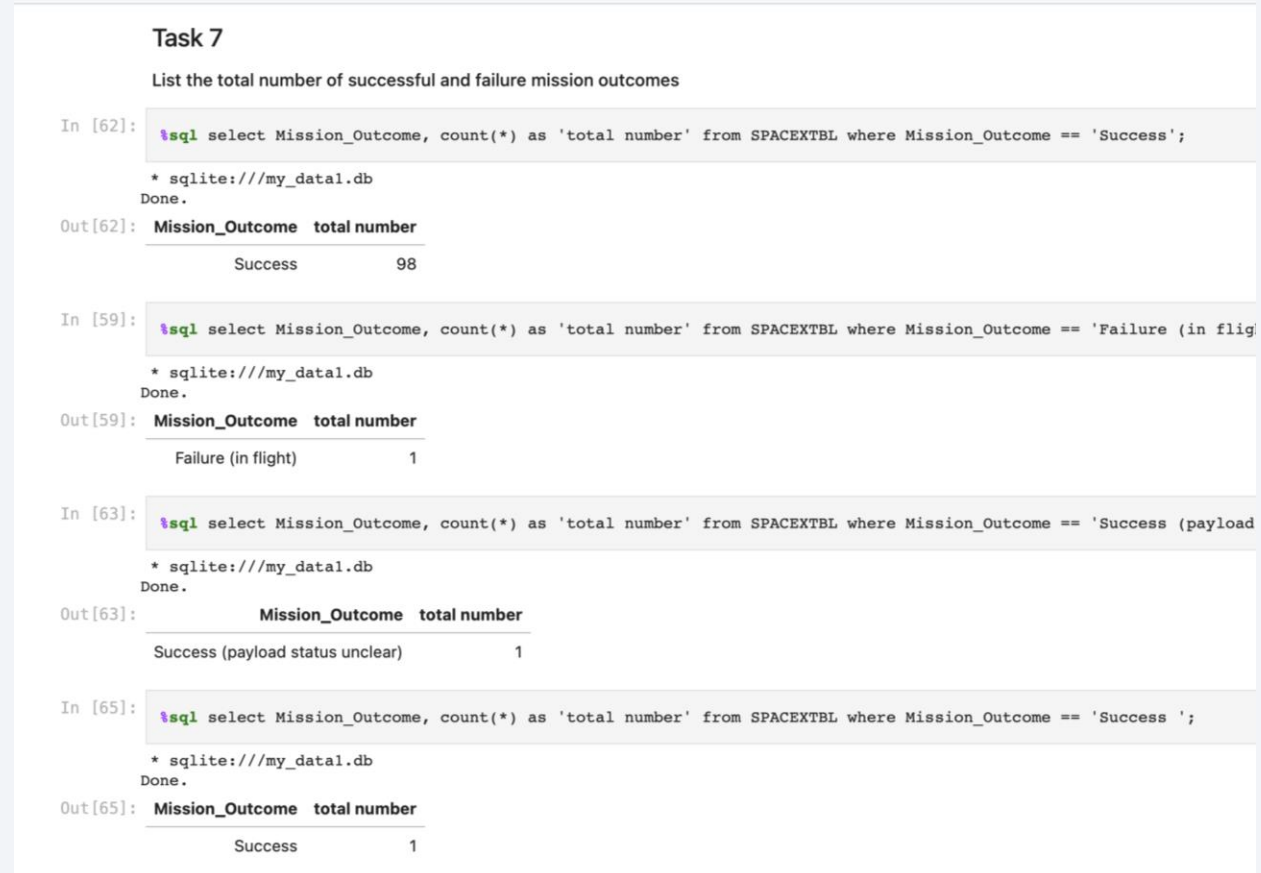 Task 7
List the total number of successful and failure mission outcomes
In [62]: %sql select Mission_Outcome, count(*) as 'total number' from SPACEXTBL where Mission_Outcome == 'Success';
* sqlite:///my_data1.db
Done.
Out[62]: Mission_Outcome total number
Success 98
In [59]: %sql select Mission_Outcome, count(*) as 'total number' from SPACEXTBL where Mission_Outcome == 'Failure (in
* sqlite:///my_data1.db
Done.
Out[59]: Mission_Outcome total number
Failure (in flight) 1
In [63]: %sql select Mission_Outcome, count(*) as 'total number' from SPACEXTBL where Mission_Outcome == 'Success (payload
* sqlite:///my_data1.db
Done.
Out[63]: Mission_Outcome total number
Success (payload status unclear) 1
In [65]: %sql select Mission_Outcome, count(*) as 'total number' from SPACEXTBL where Mission_Outcome == 'Success ';
* sqlite:///my_data1.db
Done.
Out[65]: Mission_Outcome total number
Success 1